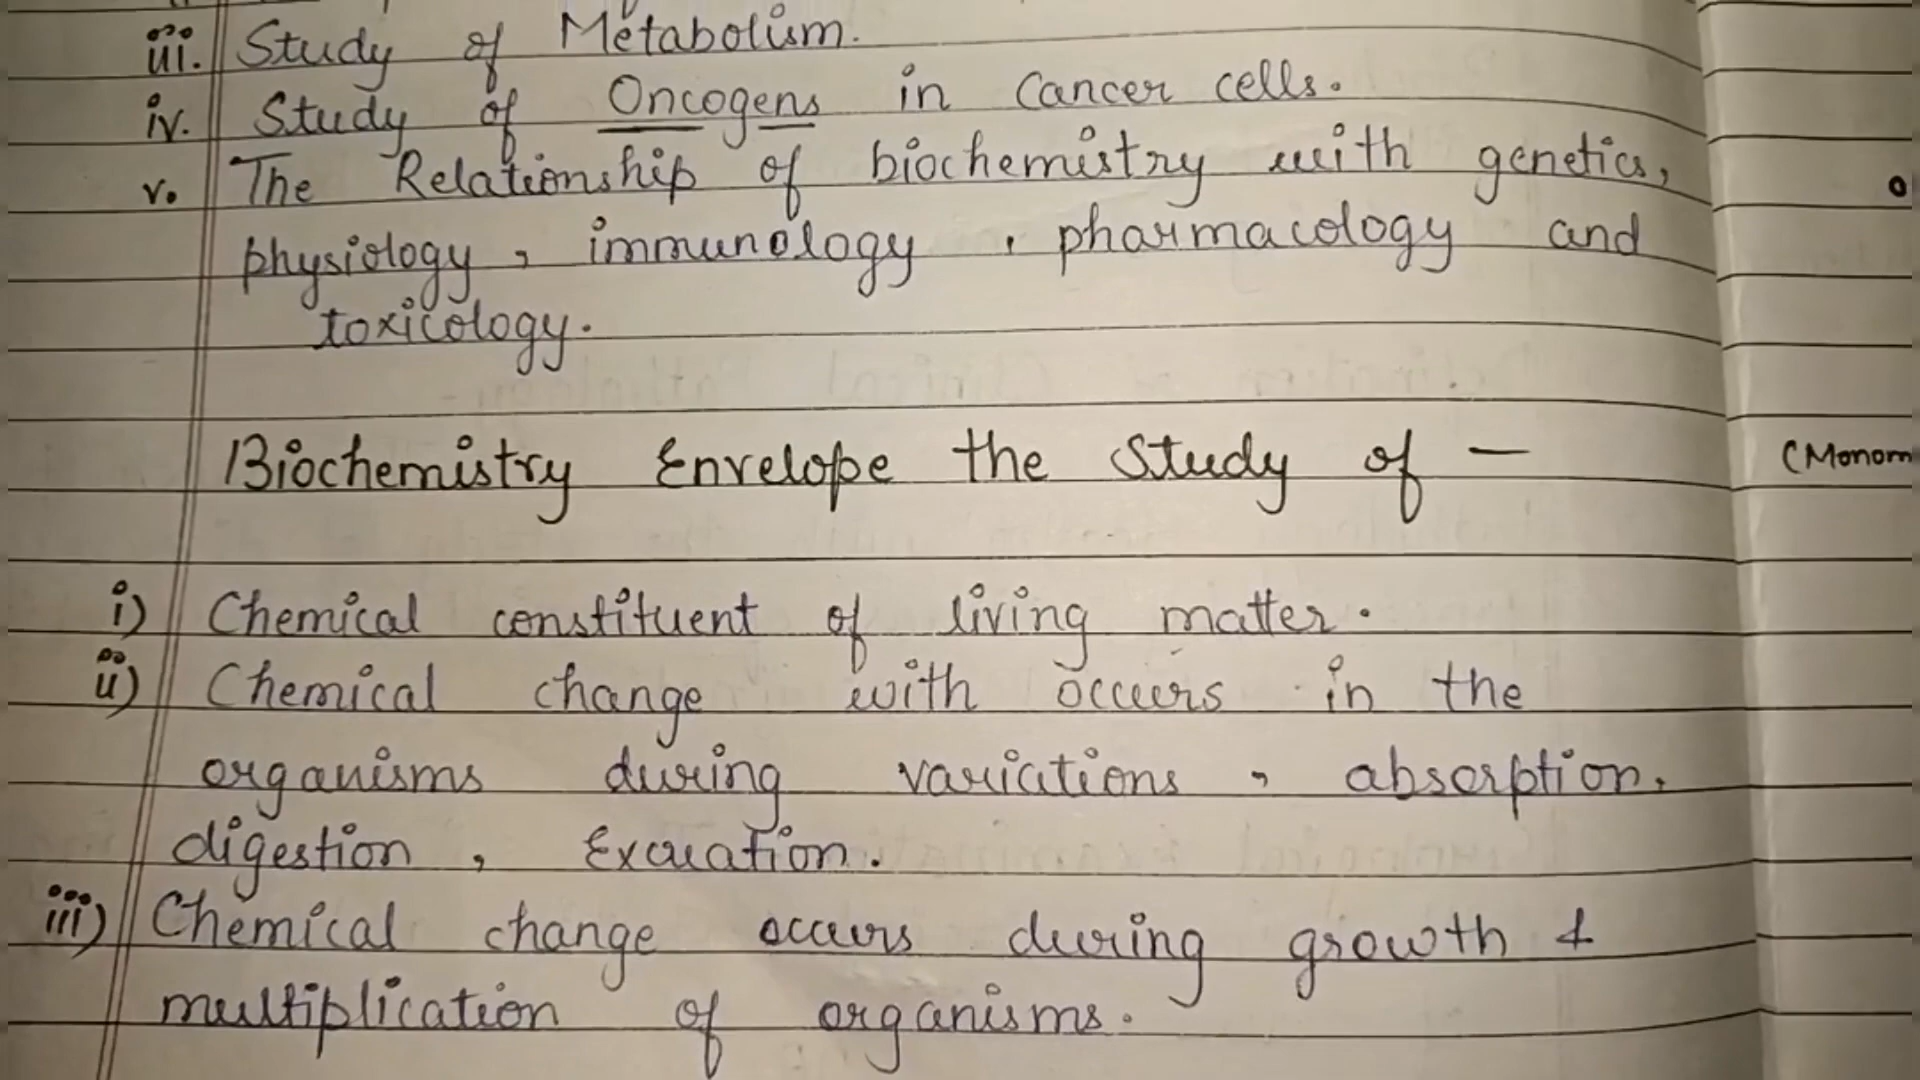 iii. Study of Metabolism.
iv. Study of Oncogens in Cancer cells.
v. The Relationship of biochemistry with genetics,
physiology, immunology, pharmacology and
toxicology.
Biochemistry Envelope the Study of —
(Monom
i) Chemical constituent of living matter.
ii) Chemical change with occurs in the
organisms during variations, absorption,
digestion, Excuation.
iii) Chemical change occurs during growth &
multiplication of organisms.